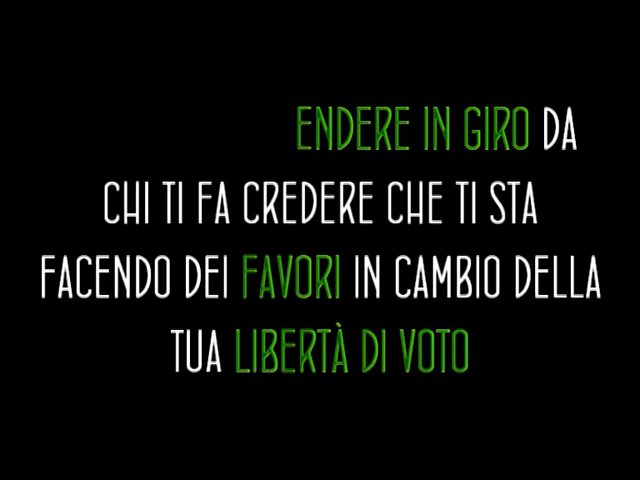 ENDERE IN GIRO DA
CHI TI FA CREDERE CHE TI STA
FACENDO DEI FAVORI IN CAMBIO DELLA
TUA LIBERTÀ DI VOTO